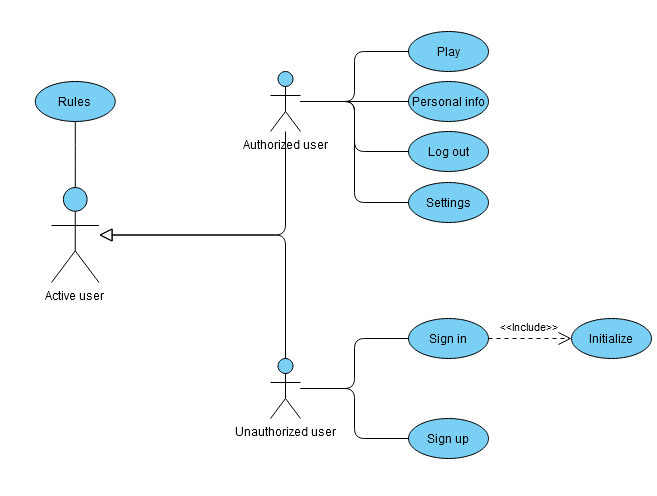 Play
Rules
Personal info
Authorized user
Log out
Settings
Active user
<<Include>>
Sign in
Initialize
Unauthorized user
Sign up